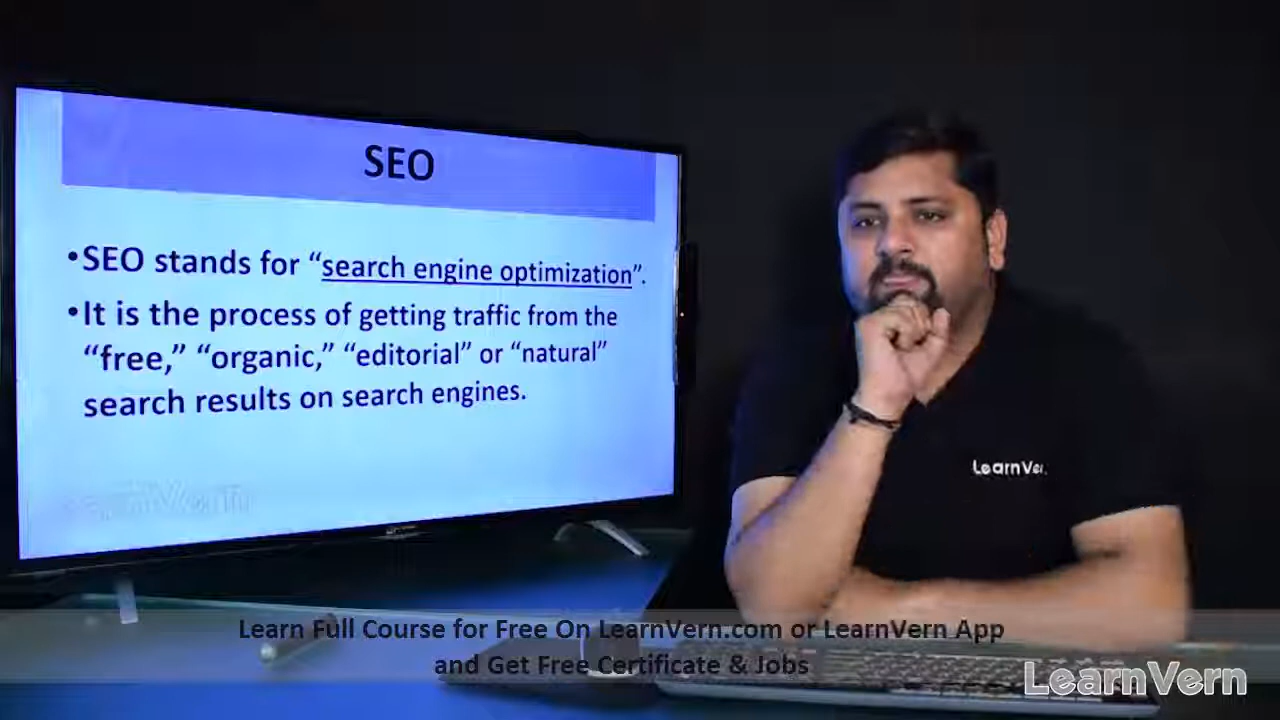 SEO
•SEO stands for “search engine optimization”.
•It is the process of getting traffic from the
“free,” “organic,” “editorial” or “natural”
search results on search engines.
LearnVern
Learn Full Course for Free On LearnVern.com or LearnVern App
and Get Free Certificate & Jobs
LearnVern